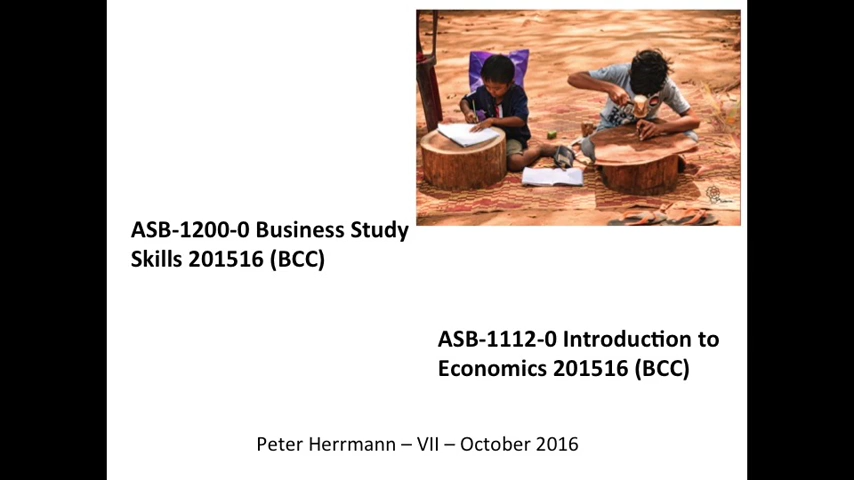 ASB-1200-0 Business Study
Skills 201516 (BCC)
ASB-1112-0 Introduction to
Economics 201516 (BCC)
Peter Herrmann – VII – October 2016